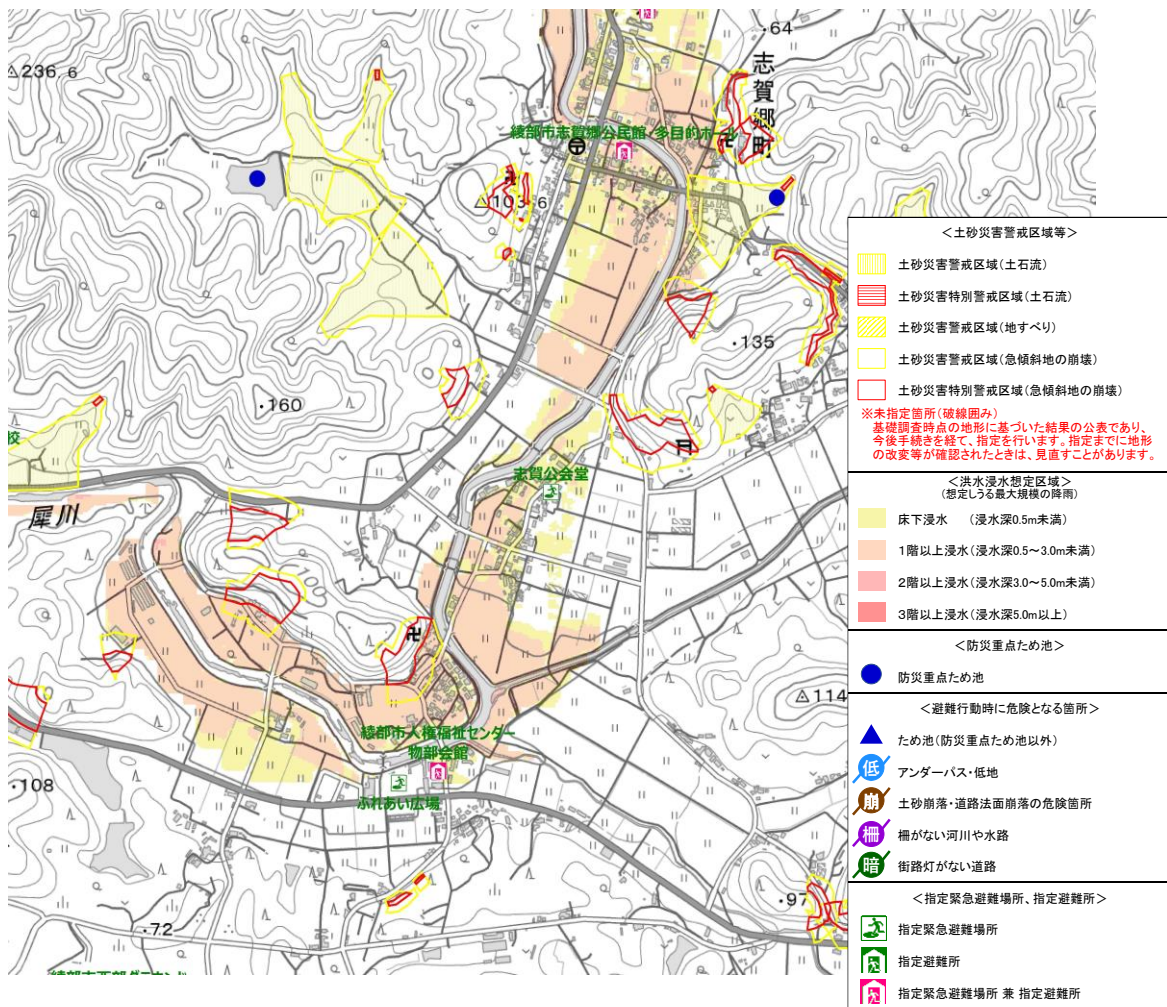 ・64
志賀郷町
△236.6
綾部市志賀郷公民館 多目的ホール
卍
卍
△103.6
・135
・160
校
志賀公会堂
犀川
100
卍
△114
綾部市人権福祉センター
物部会館
ふれあい広場
・108
・97
・72
綾部市西部グラウンド
＜土砂災害警戒区域等＞
土砂災害警戒区域(土石流)
土砂災害特別警戒区域(土石流)
土砂災害警戒区域(地すべり)
土砂災害警戒区域(急傾斜地の崩壊)
土砂災害特別警戒区域(急傾斜地の崩壊)
※未指定箇所(破線囲み)
基礎調査時点の地形に基づいた結果の公表であり、
今後手続きを経て、指定を行います。指定までに地形
の改変等が確認されたときは、見直すことがあります。
＜洪水浸水想定区域＞
(想定しうる最大規模の降雨)
床下浸水 (浸水深0.5m未満)
1階以上浸水(浸水深0.5～3.0m未満)
2階以上浸水(浸水深3.0～5.0m未満)
3階以上浸水(浸水深5.0m以上)
＜防災重点ため池＞
防災重点ため池
＜避難行動時に危険となる箇所＞
ため池(防災重点ため池以外)
低 アンダーパス・低地
崩 土砂崩落・道路法面崩落の危険箇所
柵 柵がない河川や水路
暗 街路灯がない道路
＜指定緊急避難場所、指定避難所＞
指定緊急避難場所
指定避難所
指定緊急避難場所 兼 指定避難所